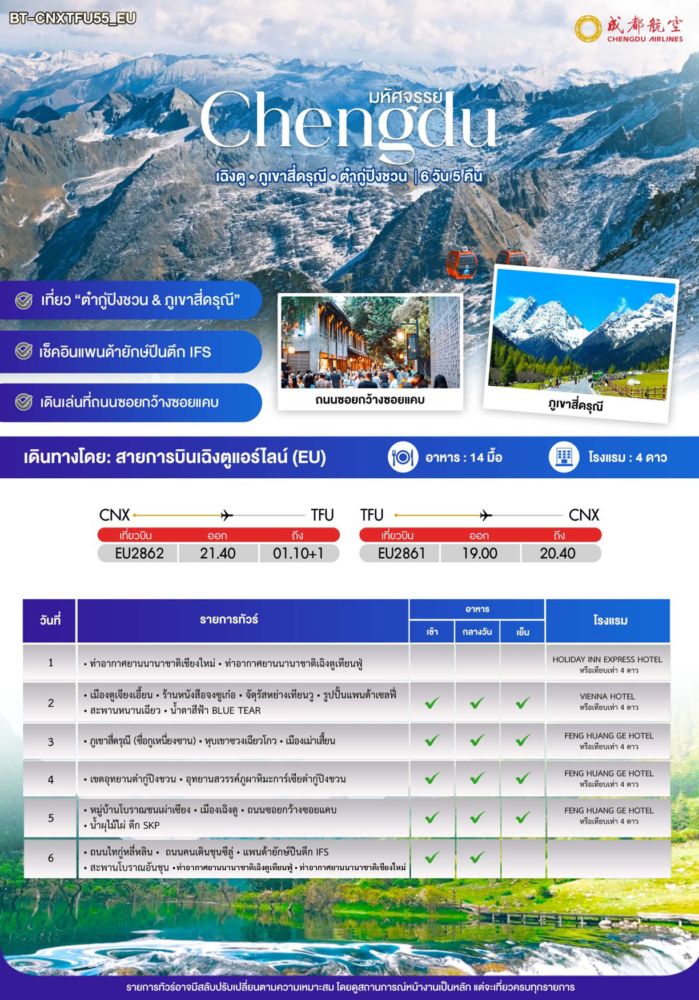 BT-CNXTFU55_EU
成都航空
CHENGDU AIRLINES
มหัศจรรย์
Chengdu
เฉิงตู • ภูเขาสี่ดรุณี • ต๋ากู่ปิงชวน | 6 วัน 5 คืน
เที่ยว “ต๋ากู่ปิงชวน & ภูเขาสี่ดรุณี”
เช็คอินแพนด้ายักษ์ปีนตึก IFS
เดินเล่นที่ถนนซอยกว้างซอยแคบ
ถนนซอยกว้างซอยแคบ
ภูเขาสี่ดรุณี
เดินทางโดย: สายการบินเฉิงตูแอร์ไลน์ (EU)
อาหาร : 14 มื้อ
โรงแรม : 4 ดาว
CNX TFU
เที่ยวบิน ออก ถึง
EU2862 21.40 01.10+1
TFU CNX
เที่ยวบิน ออก ถึง
EU2861 19.00 20.40
วันที่ รายการทัวร์ อาหาร โรงแรม
เช้า กลางวัน เย็น
1 • ท่าอากาศยานนานาชาติเชียงใหม่ • ท่าอากาศยานนานาชาติเฉิงตูเทียนฟู่
HOLIDAY INN EXPRESS HOTEL
หรือเทียบเท่า 4 ดาว
2 • เมืองตูเจียงเอี้ยน • ร้านหนังสือจงซูเก๋อ • จัตุรัสหย่างเทียนวู • รูปปั้นแพนด้าเซลฟี่
• สะพานหนานเฉียว • น้ำตาสีฟ้า BLUE TEAR
VIENNA HOTEL
หรือเทียบเท่า 4 ดาว
3 • ภูเขาสี่ดรุณี (ซื่อกูเหนี่ยงซาน) • หุบเขาซวงเฉียวโกว • เมืองเม่าเสี้ยน
FENG HUANG GE HOTEL
หรือเทียบเท่า 4 ดาว
4 • เขตอุทยานต๋ากู่ปิงชวน • อุทยานสวรรค์ภูผาหิมะการ์เซียต๋ากู่ปิงชวน
FENG HUANG GE HOTEL
หรือเทียบเท่า 4 ดาว
5 • หมู่บ้านโบราณชนเผ่าเซียง • เมืองเฉิงตู • ถนนซอยกว้างซอยแคบ
• น้ำผุไม้ไผ่ ตึก SKP
FENG HUANG GE HOTEL
หรือเทียบเท่า 4 ดาว
6 • ถนนไทกู่หลี่หลิน • ถนนคนเดินชุนซีลู่ • แพนด้ายักษ์ปีนตึก IFS
• สะพานโบราณอันชุน • ท่าอากาศยานนานาชาติเฉิงตูเทียนฟู่ • ท่าอากาศยานนานาชาติเชียงใหม่
รายการทัวร์อาจมีสลับปรับเปลี่ยนตามความเหมาะสม โดยดูสถานการณ์หน้างานเป็นหลัก แต่จะเที่ยวครบทุกรายการ